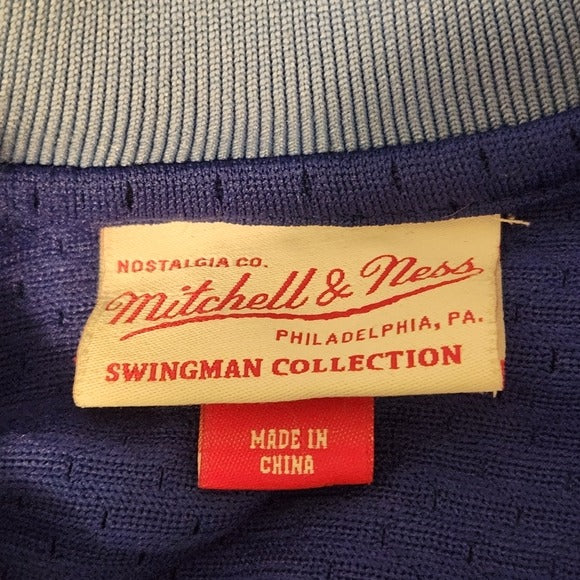 NOSTALGIA CO.
Mitchell & Ness
PHILADELPHIA, PA.
SWINGMAN COLLECTION
MADE IN
CHINA